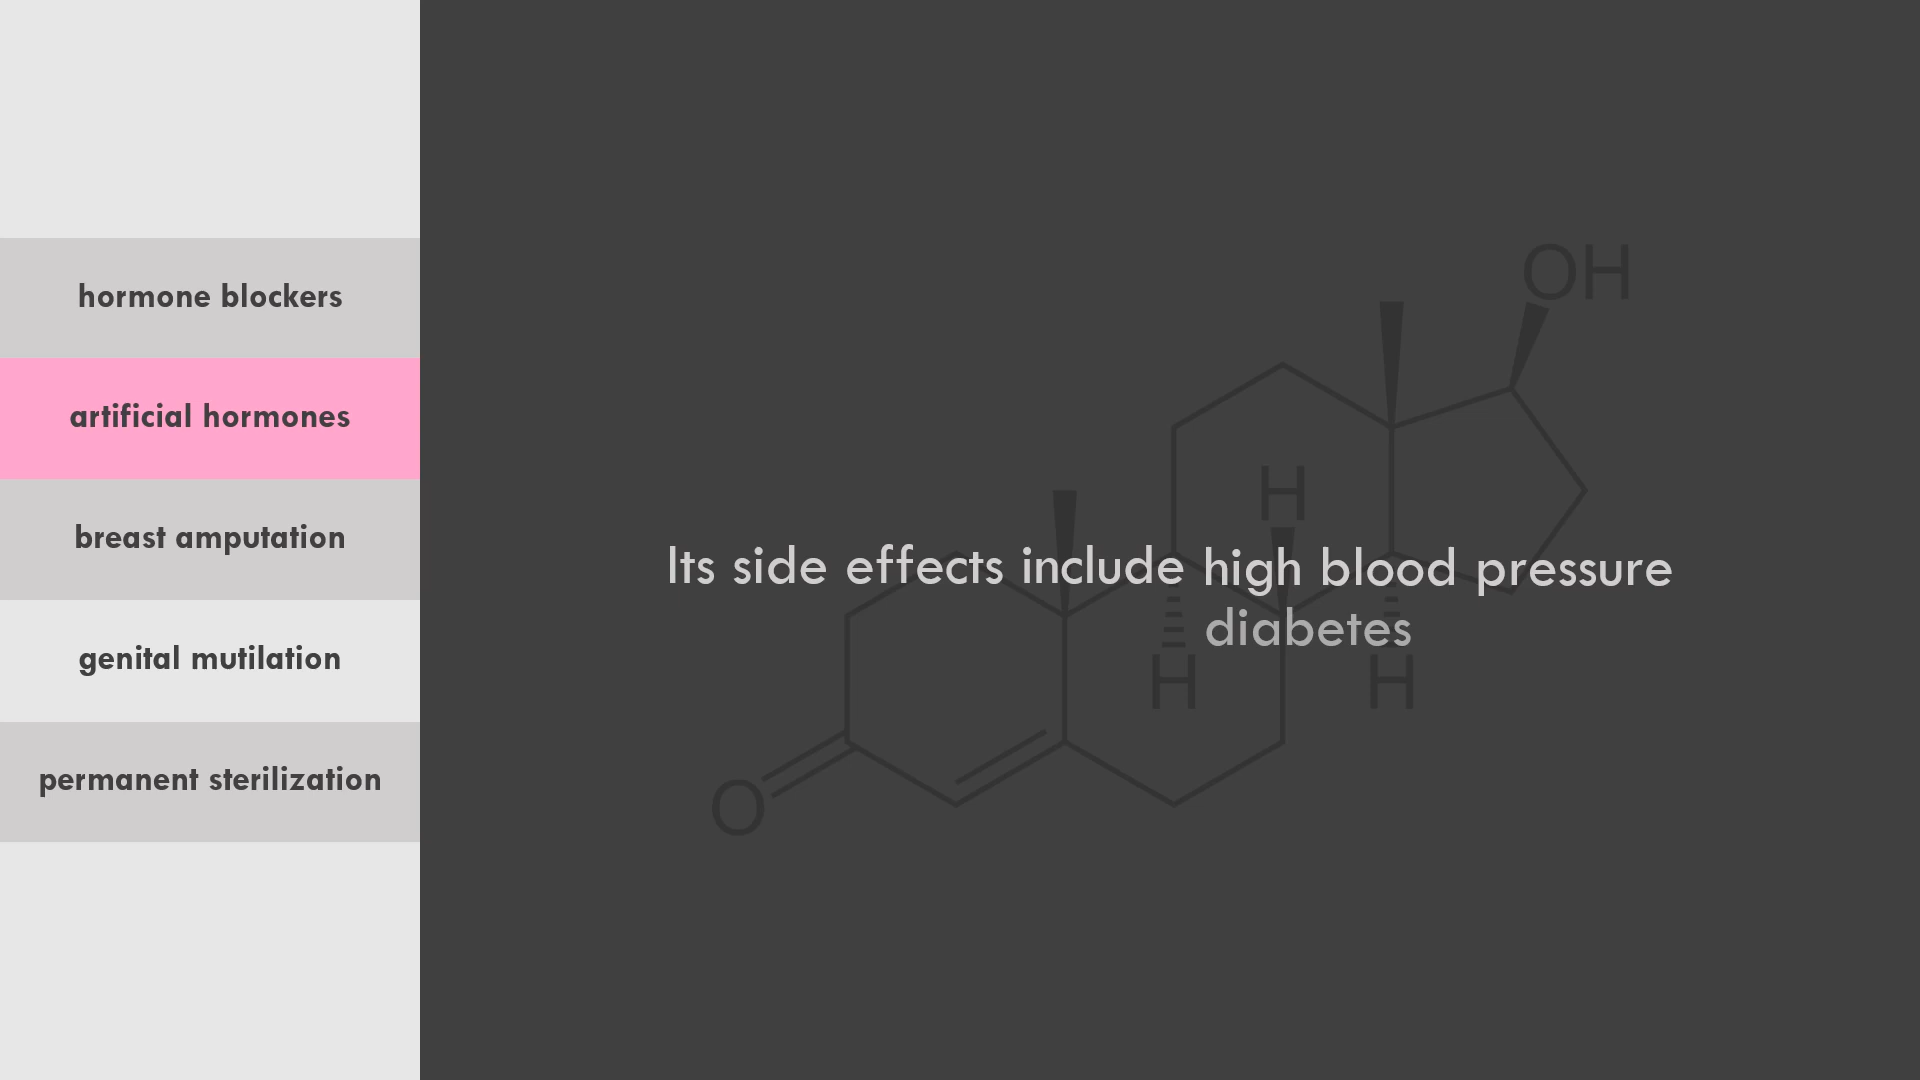 hormone blockers
artificial hormones
breast amputation
genital mutilation
permanent sterilization
OH
H
Its side effects include high blood pressure
diabetes
H
H
O